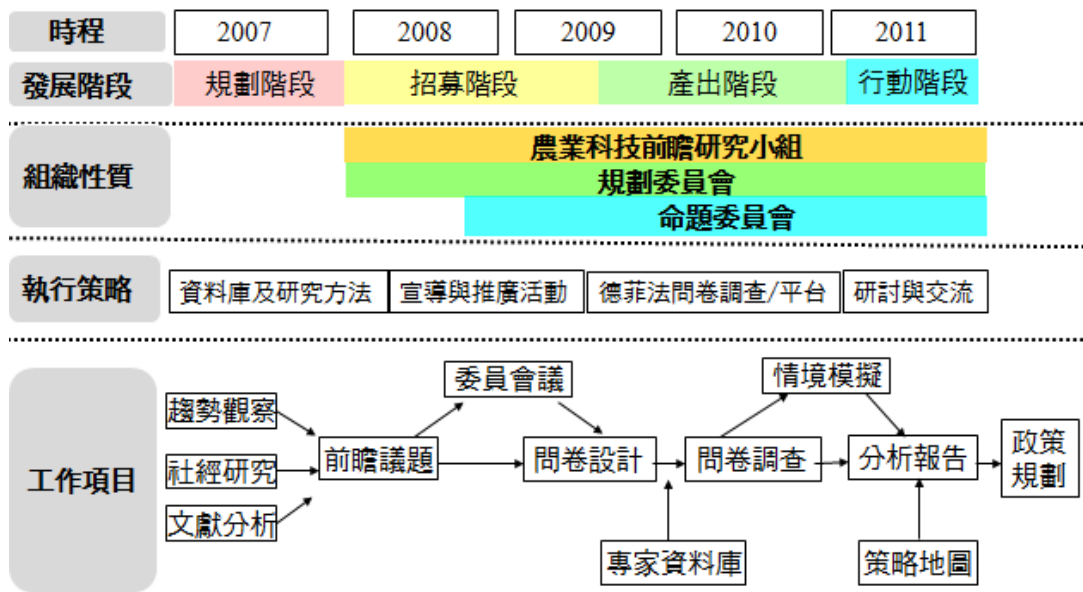 時程
2007
2008
2009
2010
2011
發展階段
規劃階段
招募階段
產出階段
行動階段
組織性質
農業科技前瞻研究小組
規劃委員會
命題委員會
執行策略
資料庫及研究方法
宣導與推廣活動
德菲法問卷調查/平台
研討與交流
工作項目
趨勢觀察
社經研究
文獻分析
前瞻議題
委員會議
問卷設計
專家資料庫
問卷調查
情境模擬
分析報告
策略地圖
政策
規劃